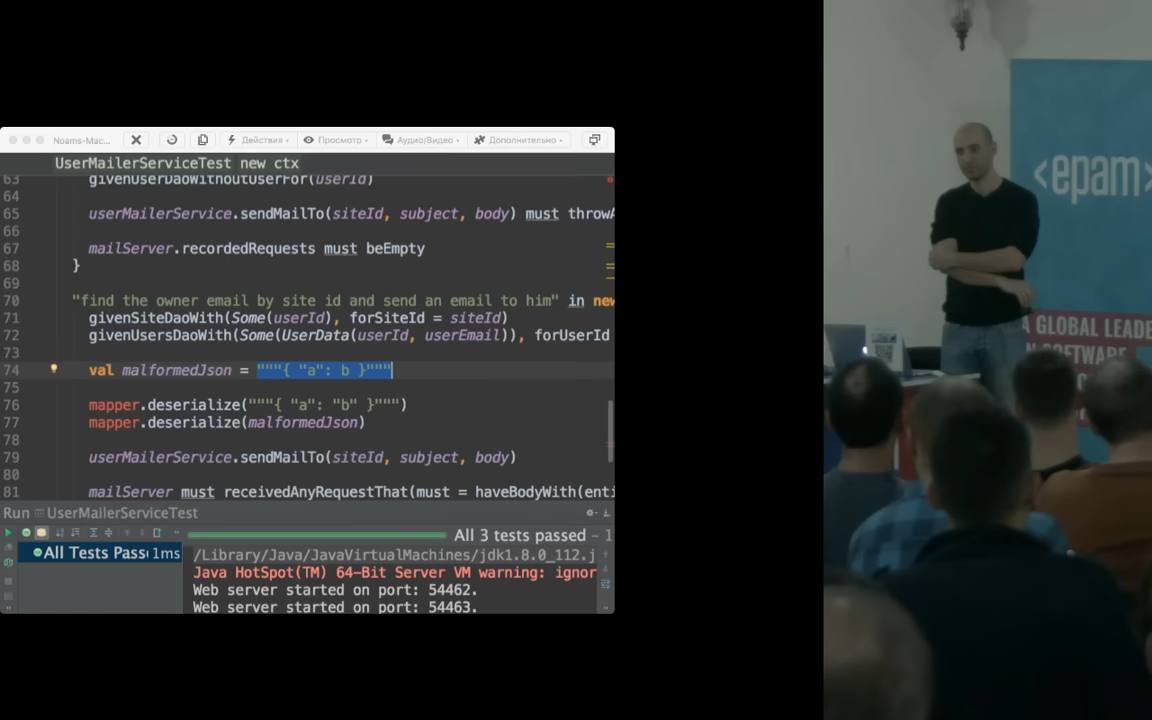 Noams-Mac...
Действия
Просмотр
Аудио/Видео
Дополнительно
UserMailerServiceTest new ctx
63 givenUserDaoWithoutUserFor(userId)
64
65 userMailerService.sendMailTo(siteId, subject, body) must throwA
66
67 mailServer.recordedRequests must beEmpty
68 }
69
70 "find the owner email by site id and send an email to him" in new
71 givenSiteDaoWith(Some(userId), forSiteId = siteId)
72 givenUsersDaoWith(Some(UserData(userId, userEmail)), forUserId
73
74 val malformedJson = """{ "a": b }"""
75
76 mapper.deserialize("""{ "a": "b" }""")
77 mapper.deserialize(malformedJson)
78
79 userMailerService.sendMailTo(siteId, subject, body)
80
81 mailServer must receivedAnyRequestThat(must = haveBodyWith(enti
Run UserMailerServiceTest
All 3 tests passed – 1
All Tests Pass 1ms
/Library/Java/JavaVirtualMachines/jdk1.8.0_112.j
Java HotSpot(TM) 64-Bit Server VM warning: ignor
Web server started on port: 54462.
Web server started on port: 54463.
<epam>
A GLOBAL LEADE
N SOFTWARE